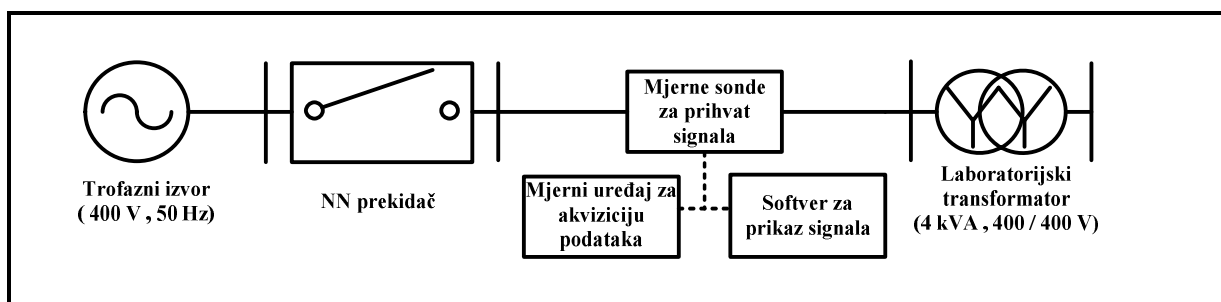 Trofazni izvor
( 400 V , 50 Hz)
NN prekidač
Mjerne sonde
za prihvat
signala
Mjerni uređaj za
akviziciju
podataka
Softver za
prikaz signala
Laboratorijski
transformator
(4 kVA , 400 / 400 V)